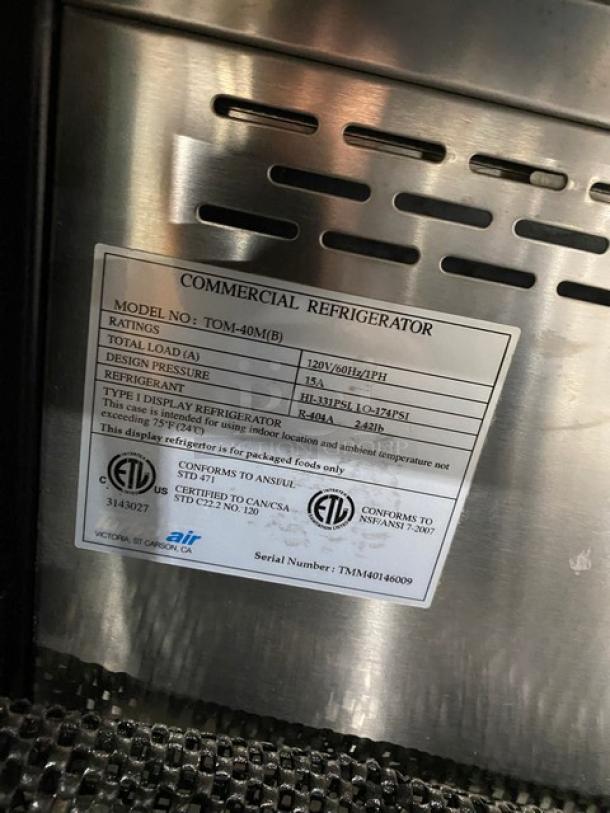 COMMERCIAL REFRIGERATOR
MODEL NO: TOM-40M(B)
RATINGS 120V/60Hz/1PH
TOTAL LOAD (A) 15A
DESIGN PRESSURE HI-331PSI, LO-174PSI
REFRIGERANT R-404A 2.42lb
TYPE I DISPLAY REFRIGERATOR
This case is intended for using indoor location and ambient temperature not
exceeding 75°F (24°C)
This display refrigertor is for packaged foods only
C ETL US
3143027
CONFORMS TO ANSI/UL
STD 471
CERTIFIED TO CAN/CSA
STD C22.2 NO. 120
ETL
CONFORMS TO
NSF/ANSI 7-2007
air
VICTORIA, ST CARSON, CA
Serial Number : TMM40146009